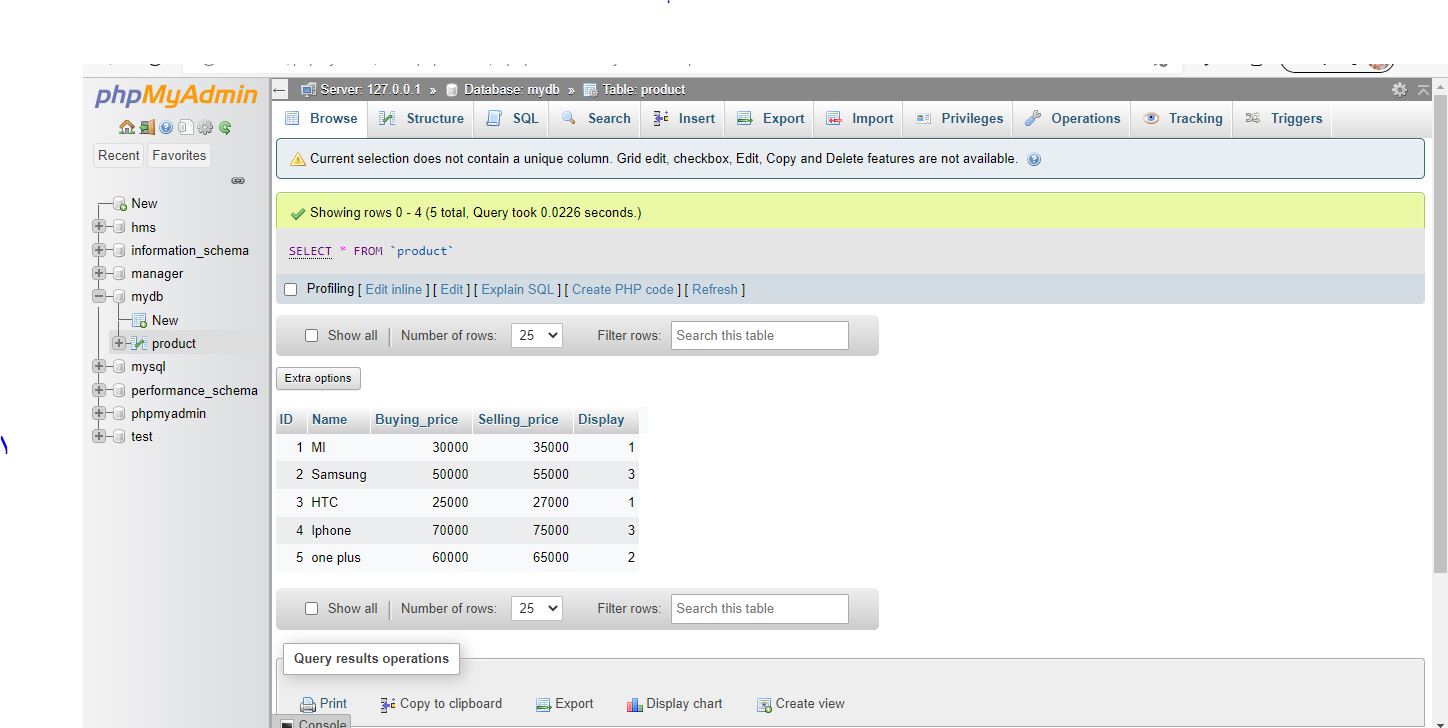 phpMyAdmin
Recent Favorites
New
hms
information_schema
manager
mydb
New
product
mysql
performance_schema
phpmyadmin
test
Server: 127.0.0.1 » Database: mydb » Table: product
Browse Structure SQL Search Insert Export Import Privileges Operations Tracking Triggers
Current selection does not contain a unique column. Grid edit, checkbox, Edit, Copy and Delete features are not available.
Showing rows 0 - 4 (5 total, Query took 0.0226 seconds.)
SELECT * FROM `product`
Profiling [ Edit inline ] [ Edit ] [ Explain SQL ] [ Create PHP code ] [ Refresh ]
Show all Number of rows: 25 Filter rows: Search this table
Extra options
ID Name Buying_price Selling_price Display
1 MI 30000 35000 1
2 Samsung 50000 55000 3
3 HTC 25000 27000 1
4 Iphone 70000 75000 3
5 one plus 60000 65000 2
Show all Number of rows: 25 Filter rows: Search this table
Query results operations
Print Copy to clipboard Export Display chart Create view
Console